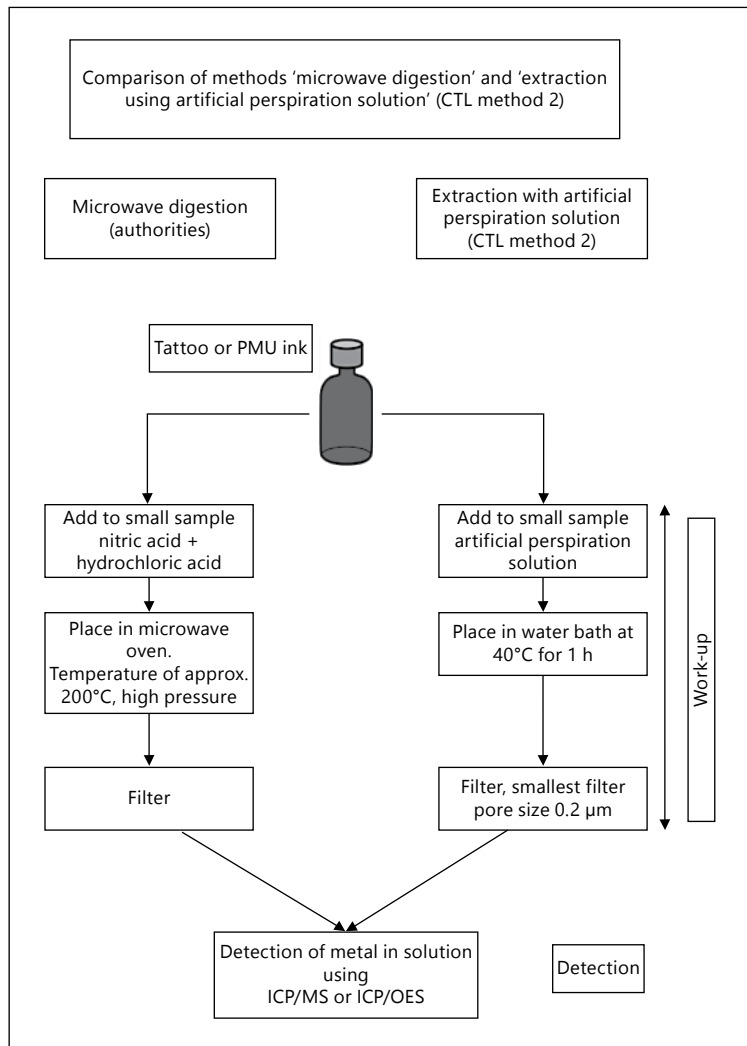 Comparison of methods ‘microwave digestion’ and ‘extraction
using artificial perspiration solution’ (CTL method 2)
Microwave digestion
(authorities)
Extraction with artificial
perspiration solution
(CTL method 2)
Tattoo or PMU ink
Add to small sample
nitric acid +
hydrochloric acid
Add to small sample
artificial perspiration
solution
Place in microwave
oven.
Temperature of approx.
200°C, high pressure
Place in water bath at
40°C for 1 h
Work-up
Filter
Filter, smallest filter
pore size 0.2 μm
Detection of metal in solution
using
ICP/MS or ICP/OES
Detection